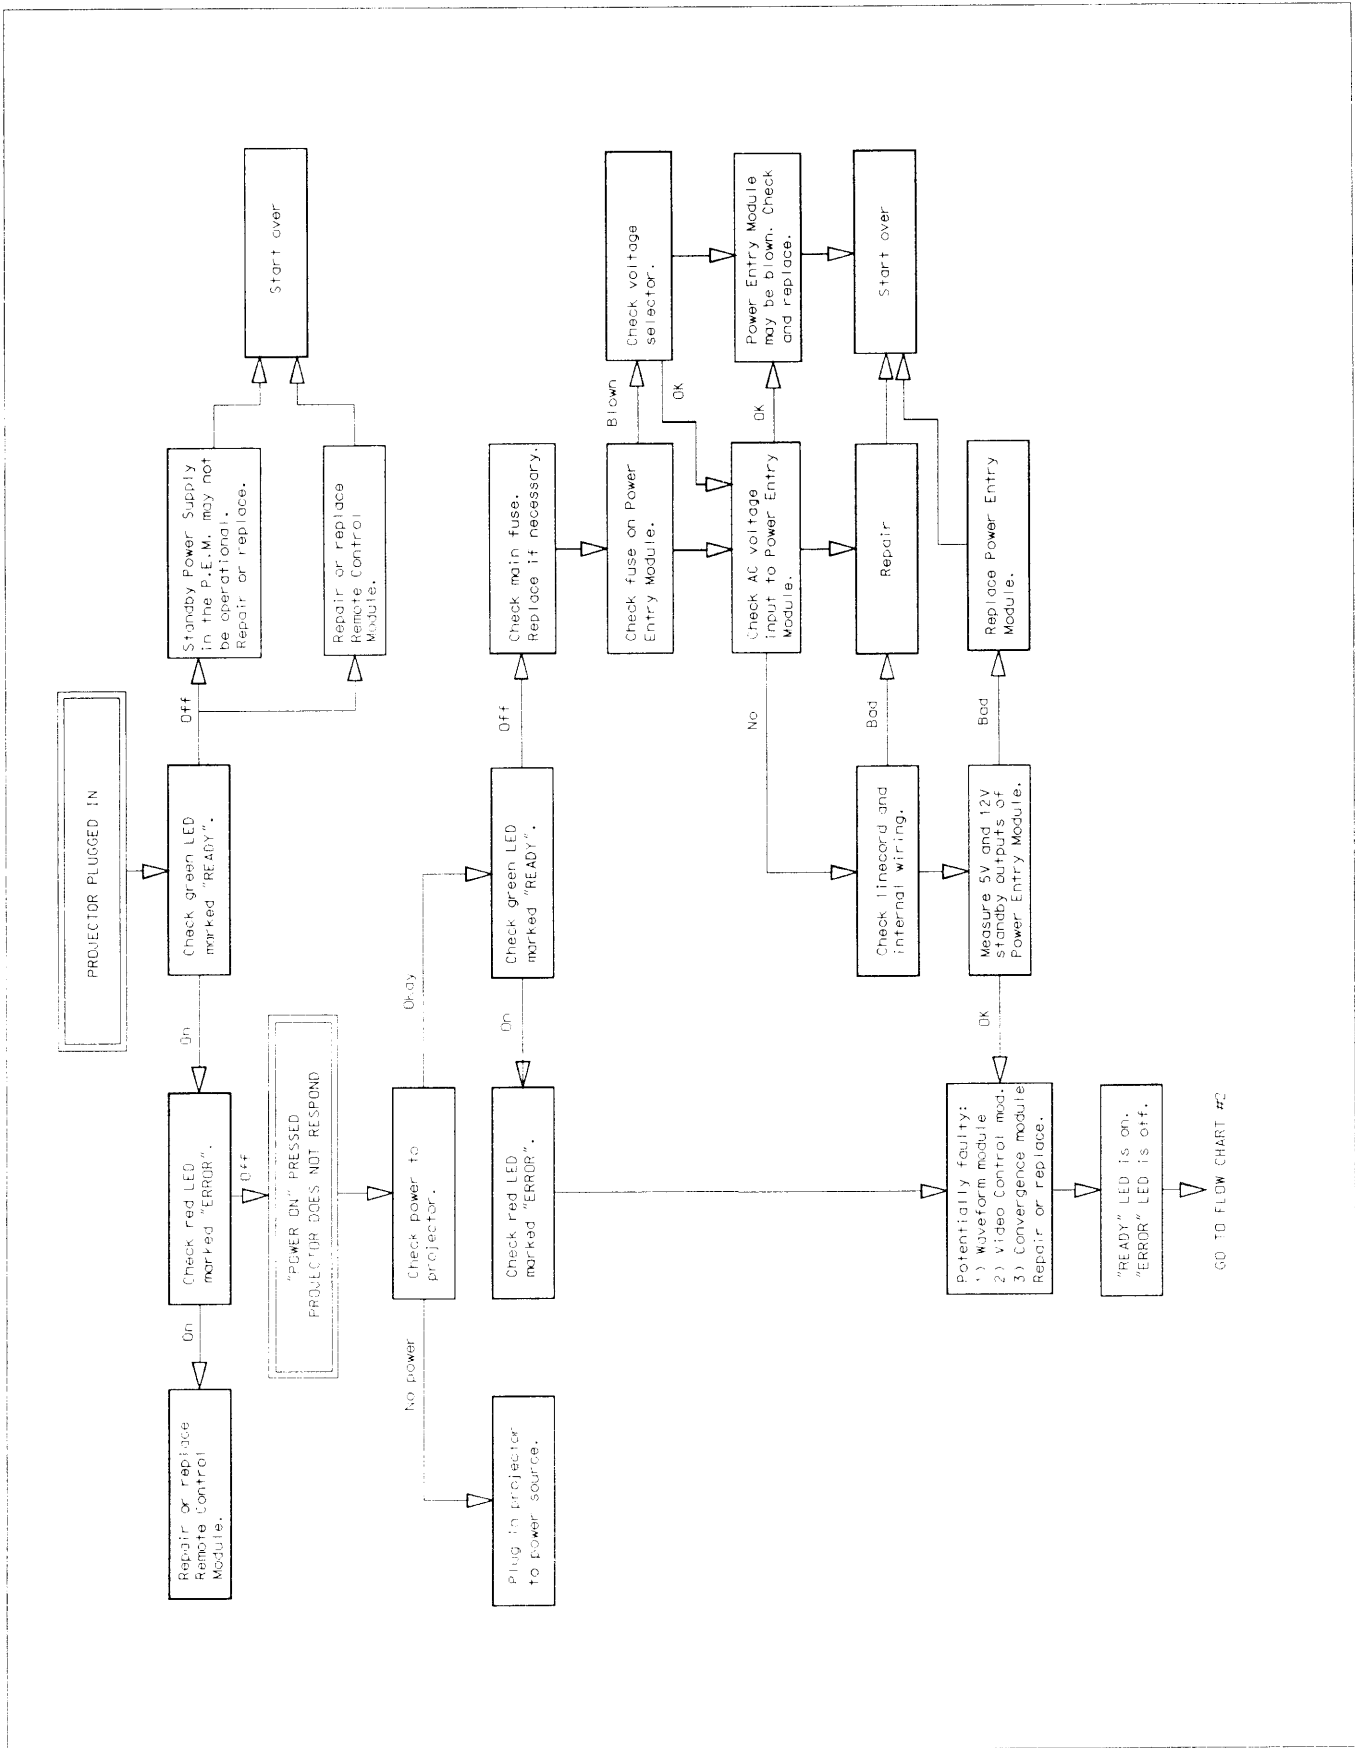 PROJECTOR PLUGGED IN
Repair or replace
Remote Control
Module.
On
Check red LED
marked "ERROR".
On
Check green LED
marked "READY".
Off
Standby Power Supply
in the P.E.M. may not
be operational.
Repair or replace.
Start over
Off
"POWER ON" PRESSED
PROJECTOR DOES NOT RESPOND
Repair or replace
Remote Control
Module.
No power
Check power to
projector.
Okay
Plug in projector
to power source.
Check red LED
marked "ERROR".
On
Check green LED
marked "READY".
Off
Check main fuse.
Replace if necessary.
Check fuse on Power
Entry Module.
Blown
Check voltage
selector.
OK
No
Check AC voltage
input to Power Entry
Module.
OK
Power Entry Module
may be blown. Check
and replace.
Check linecord and
internal wiring.
Bad
Repair
Start over
Potentially faulty:
1) Waveform module
2) Video Control mod.
3) Convergence module
Repair or replace.
OK
Measure 5V and 12V
standby outputs of
Power Entry Module.
Bad
Replace Power Entry
Module.
"READY" LED is on.
"ERROR" LED is off.
GO TO FLOW CHART #2